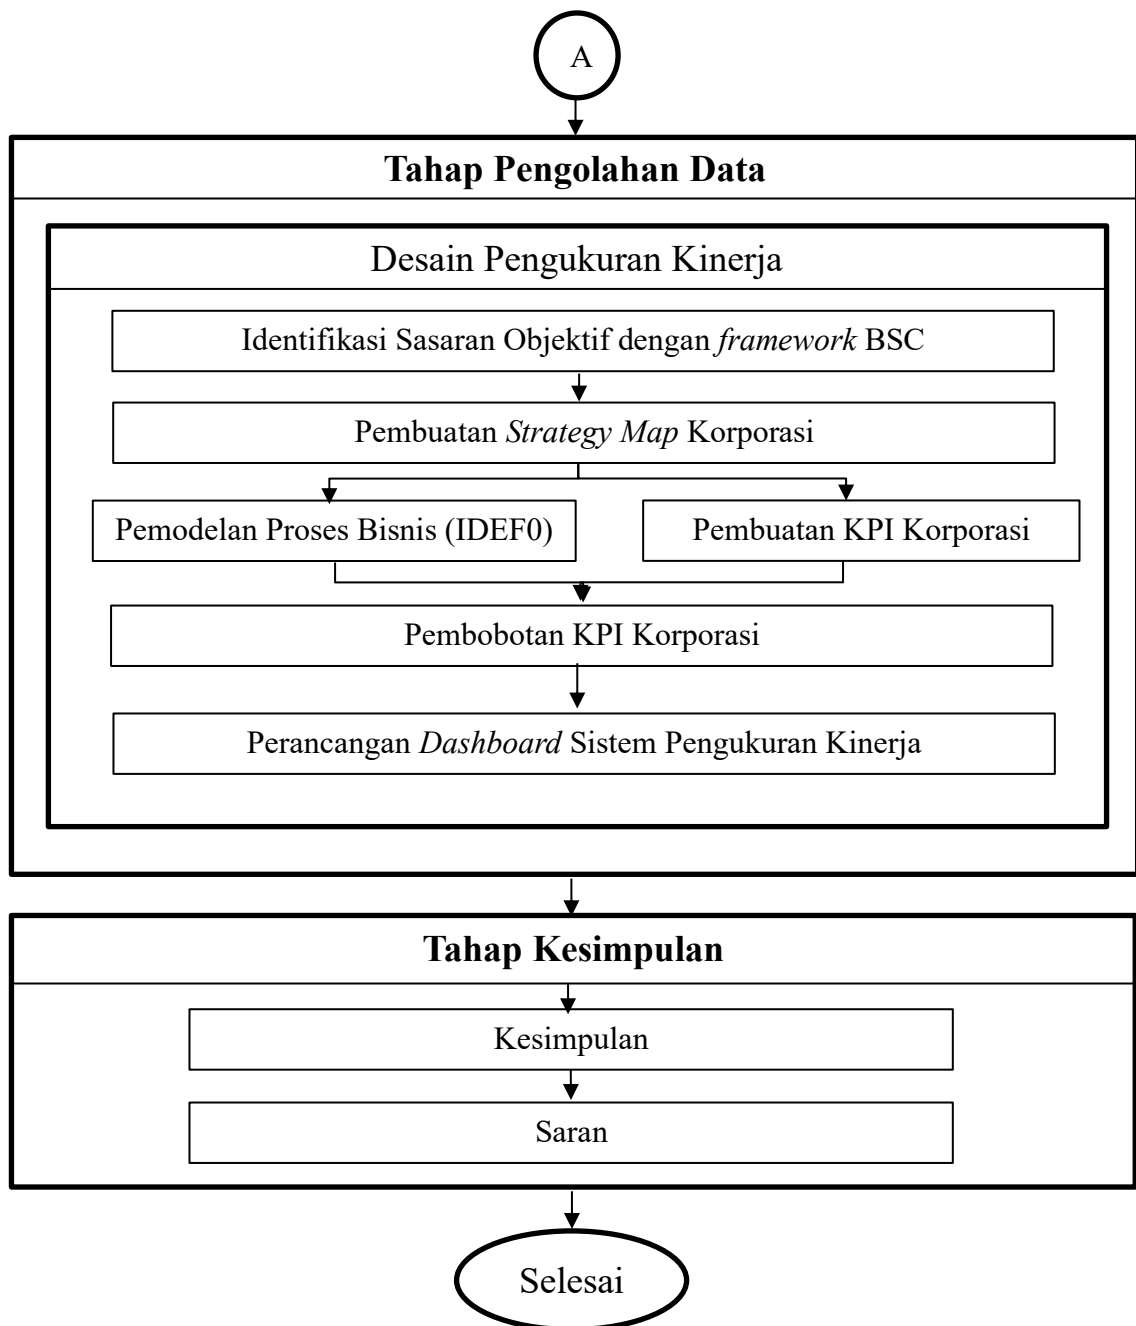 A
Tahap Pengolahan Data
Desain Pengukuran Kinerja
Identifikasi Sasaran Objektif dengan framework BSC
Pembuatan Strategy Map Korporasi
Pemodelan Proses Bisnis (IDEF0)
Pembuatan KPI Korporasi
Pembobotan KPI Korporasi
Perancangan Dashboard Sistem Pengukuran Kinerja
Tahap Kesimpulan
Kesimpulan
Saran
Selesai